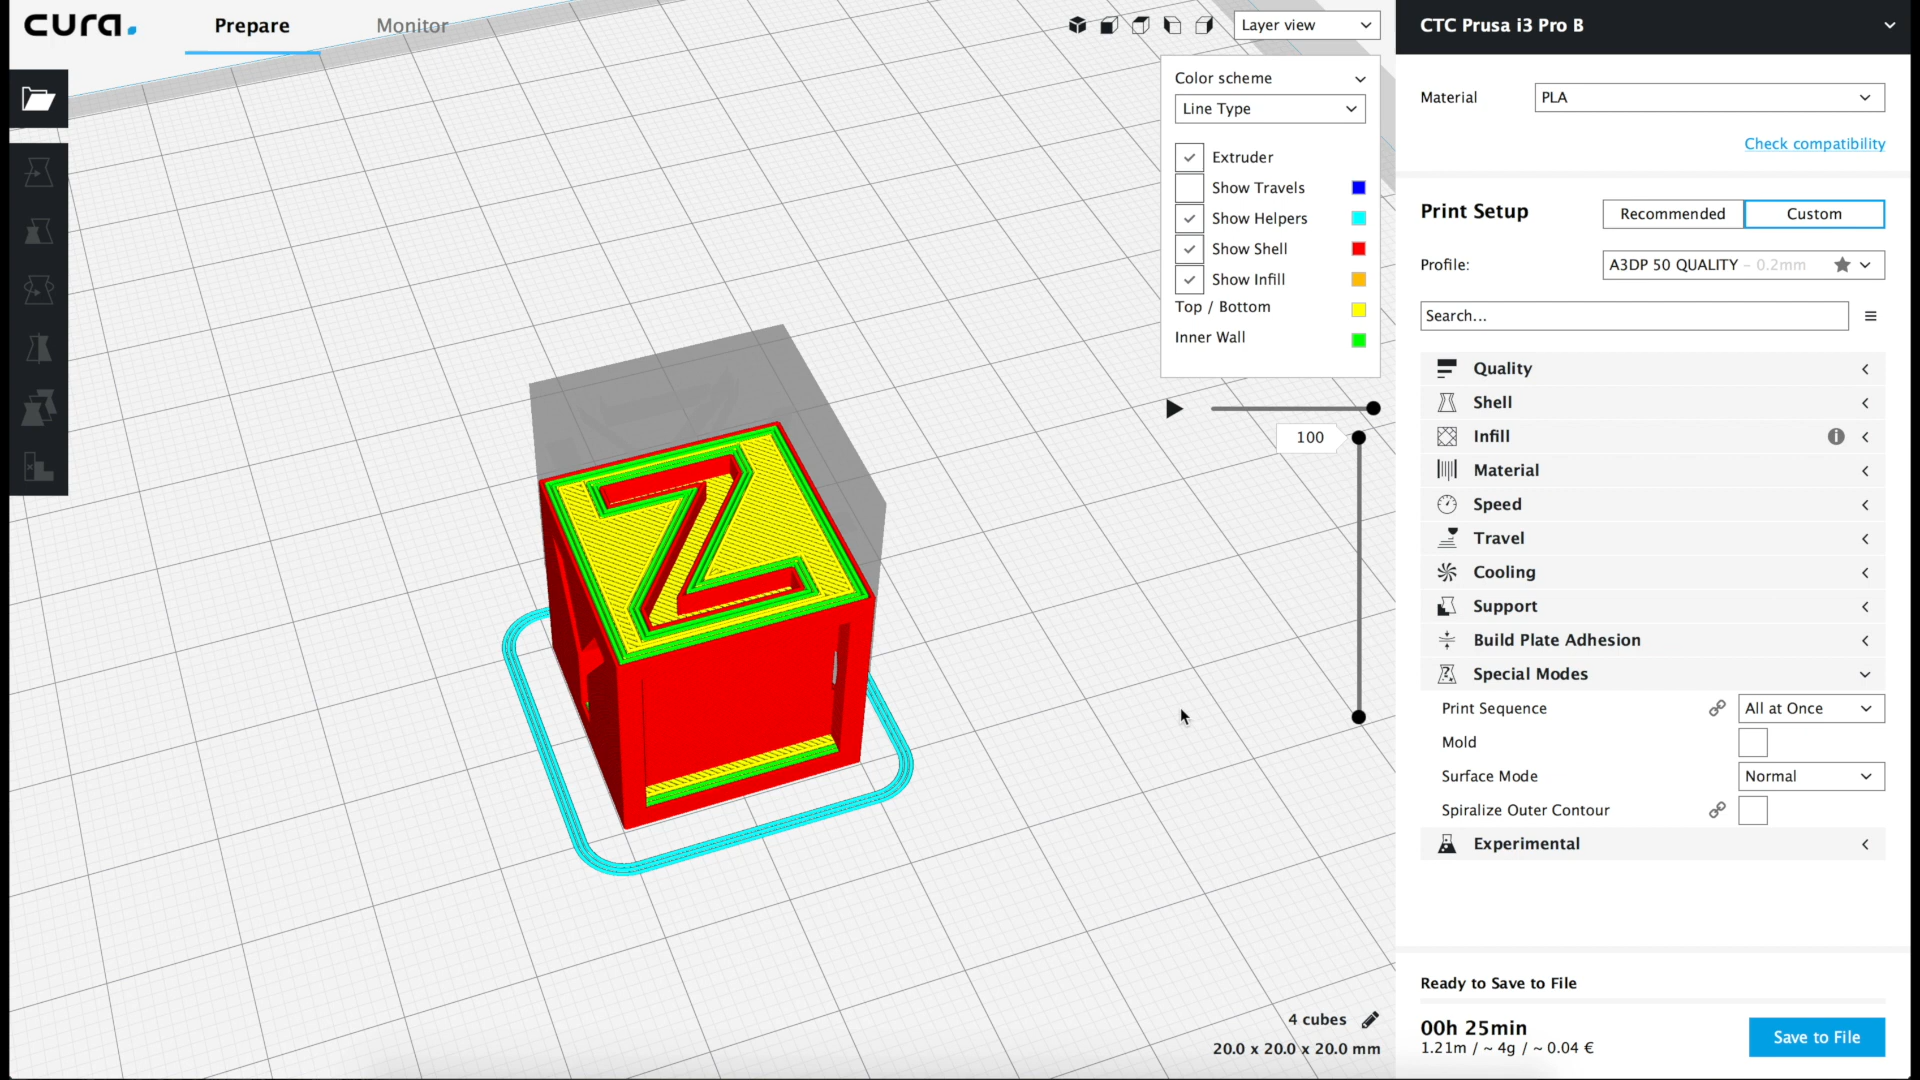 cura.
Prepare
Monitor
Layer view
CTC Prusa i3 Pro B
Color scheme
Line Type
Extruder
Show Travels
Show Helpers
Show Shell
Show Infill
Top / Bottom
Inner Wall
100
Z
4 cubes
20.0 x 20.0 x 20.0 mm
Material
PLA
Check compatibility
Print Setup
Recommended
Custom
Profile:
A3DP 50 QUALITY - 0.2mm
Search...
Quality
Shell
Infill
Material
Speed
Travel
Cooling
Support
Build Plate Adhesion
Special Modes
Print Sequence
All at Once
Mold
Surface Mode
Normal
Spiralize Outer Contour
Experimental
Ready to Save to File
00h 25min
1.21m / ~ 4g / ~ 0.04 €
Save to File